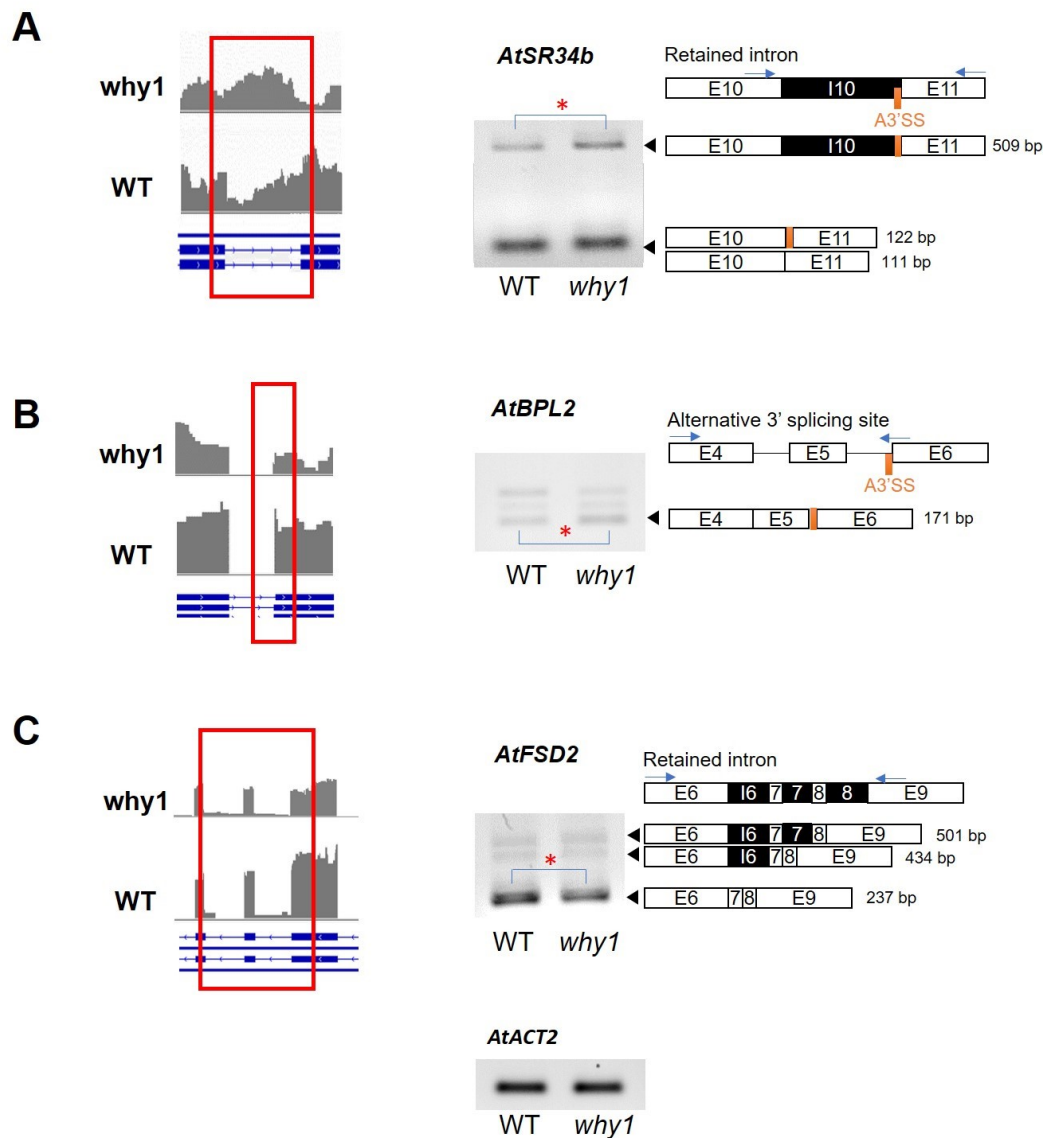 A
why1
WT
AtSR34b
*
WT why1
Retained intron
E10 I10 E11
A3'SS
E10 I10 E11 509 bp
E10 E11 122 bp
E10 E11 111 bp
B
why1
WT
AtBPL2
*
WT why1
Alternative 3' splicing site
E4 E5 E6
A3'SS
E4 E5 E6 171 bp
C
why1
WT
AtFSD2
*
WT why1
Retained intron
E6 I6 7 7 8 8 E9
E6 I6 7 7 8 E9 501 bp
E6 I6 7 8 E9 434 bp
E6 7 8 E9 237 bp
AtACT2
WT why1